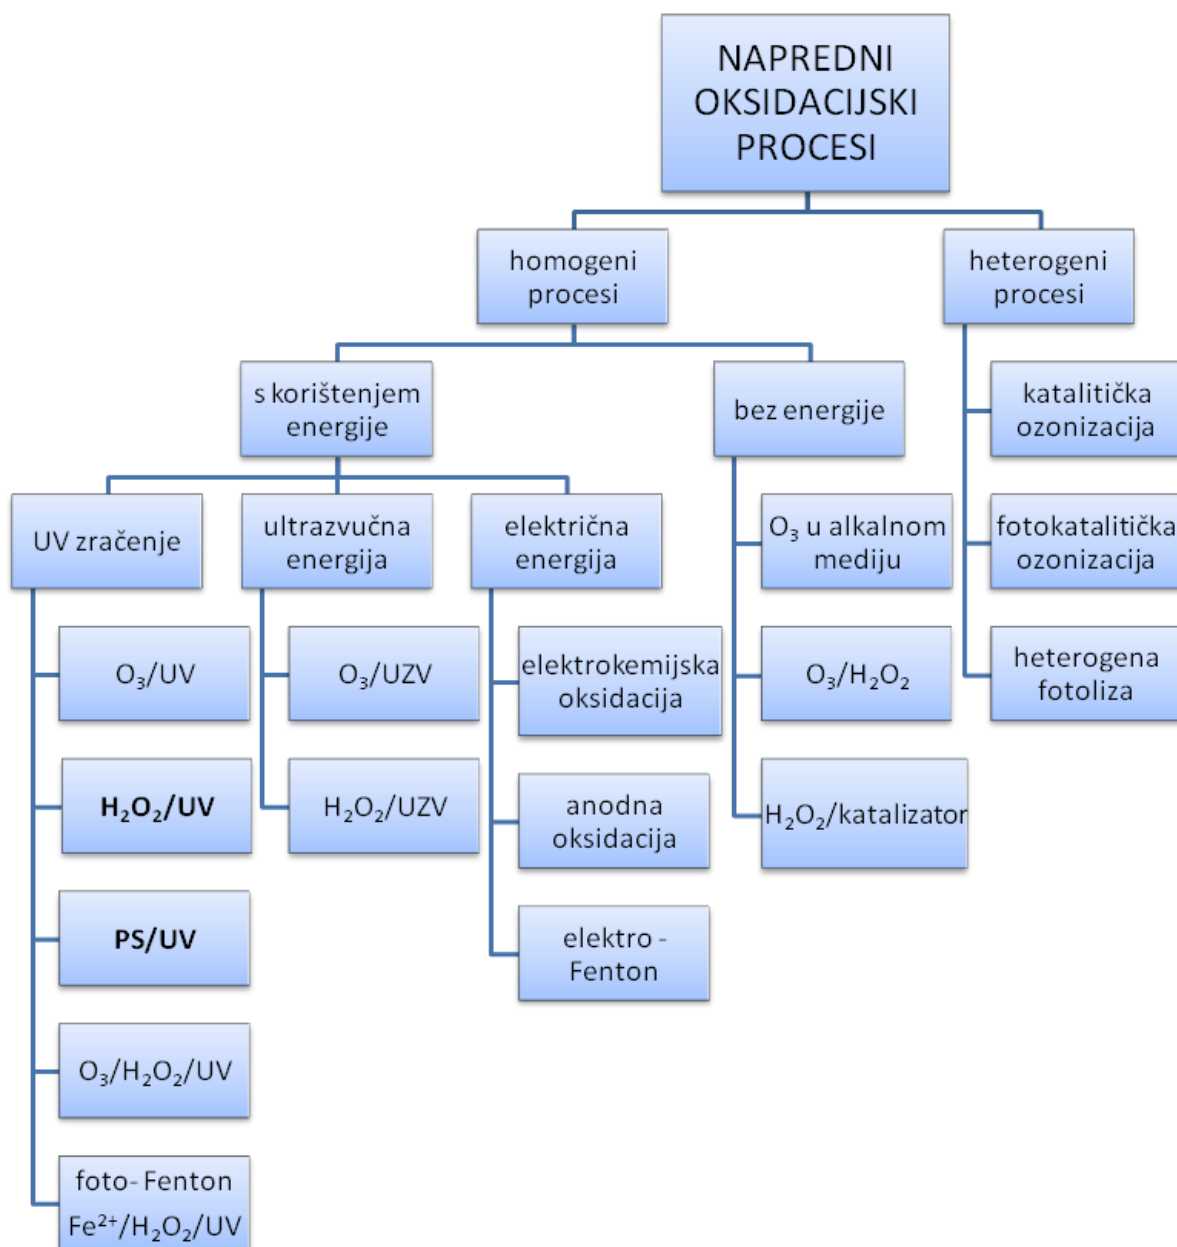 NAPREDNI
OKSIDACIJSKI
PROCESI
homogeni
procesi
heterogeni
procesi
s korištenjem
energije
bez energije
katalitička
ozonizacija
UV zračenje
ultrazvučna
energija
električna
energija
O₃ u alkalnom
mediju
fotokatalitička
ozonizacija
O₃/UV
O₃/UZV
elektrokemijska
oksidacija
O₃/H₂O₂
heterogena
fotoliza
H₂O₂/UV
H₂O₂/UZV
anodna
oksidacija
H₂O₂/katalizator
PS/UV
elektro -
Fenton
O₃/H₂O₂/UV
foto- Fenton
Fe²⁺/H₂O₂/UV